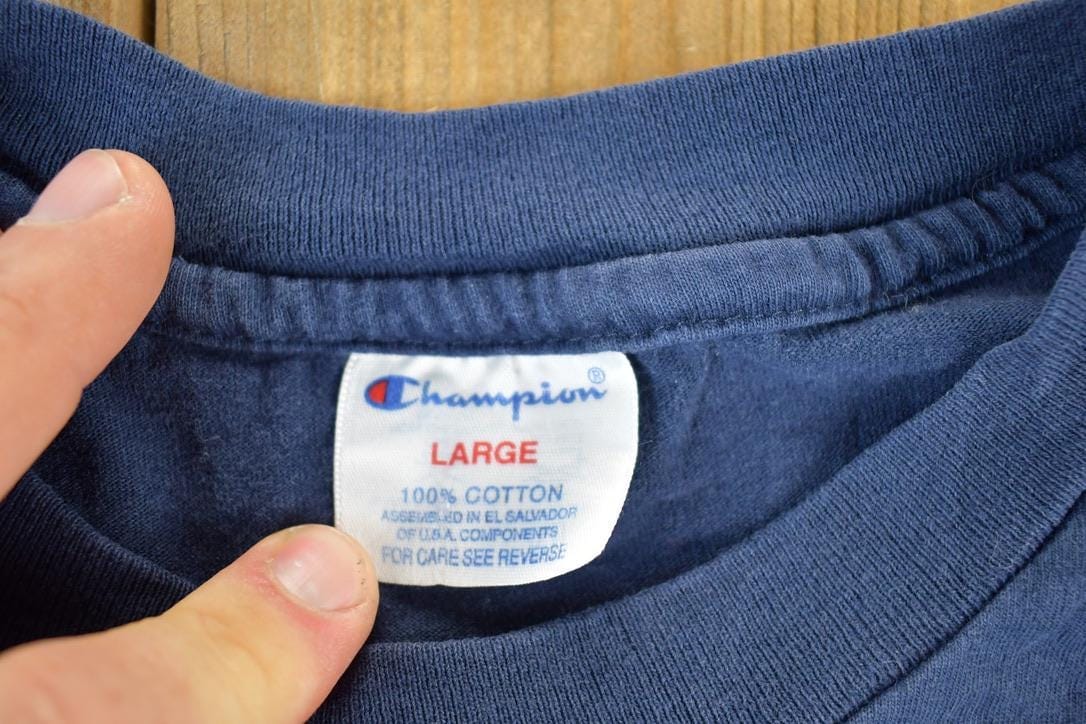 Champion®
LARGE
100% COTTON
ASSEMBLED IN EL SALVADOR
OF U.S.A. COMPONENTS
FOR CARE SEE REVERSE